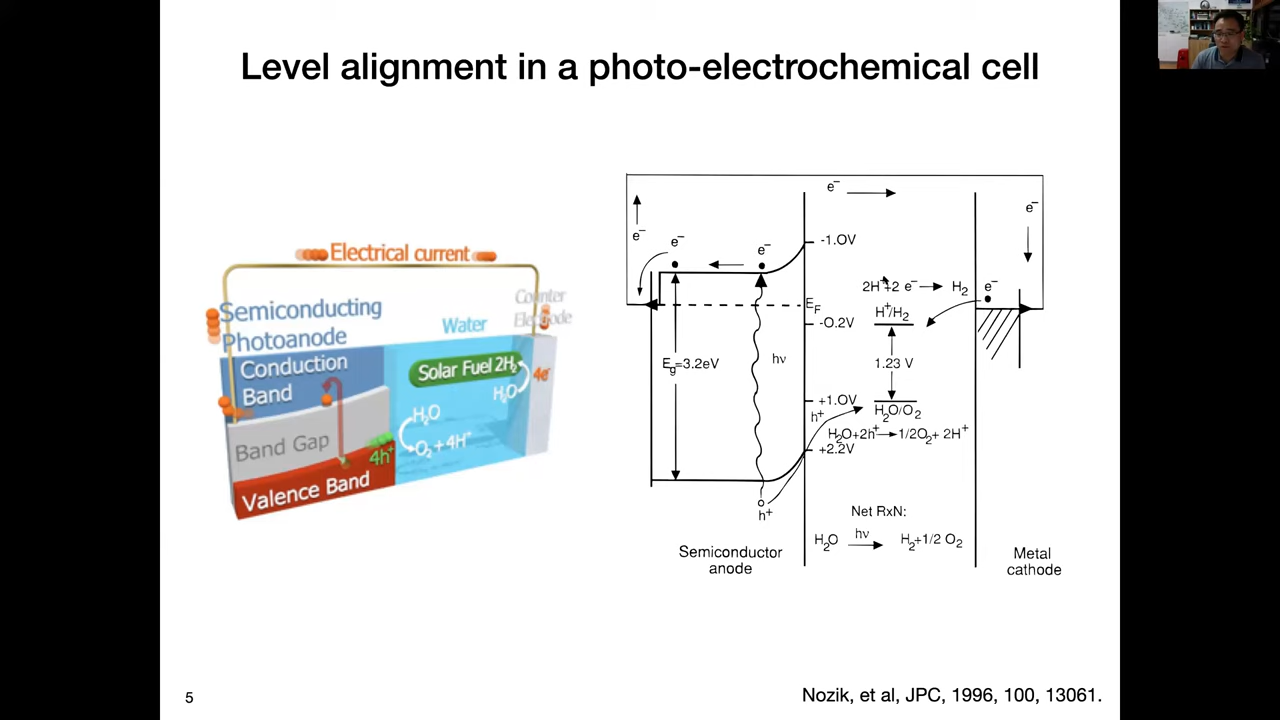 Level alignment in a photo-electrochemical cell
Electrical current
Semiconducting
Photoanode
Counter
Electrode
Water
Conduction
Band
Solar Fuel 2H₂
4e⁻
H₂O
H₂O
Band Gap
4h⁺
O₂ + 4H⁺
Valence Band
e⁻
e⁻
e⁻
e⁻
e⁻
-1.0V
2H⁺+2 e⁻ → H₂
e⁻
E_F
H⁺/H₂
-0.2V
E_g=3.2eV
hν
1.23 V
+1.0V
h⁺
H₂O/O₂
H₂O+2h⁺→1/2O₂+ 2H⁺
+2.2V
h⁺
Net RxN:
H₂O hν → H₂+1/2 O₂
Semiconductor
anode
Metal
cathode
5
Nozik, et al, JPC, 1996, 100, 13061.